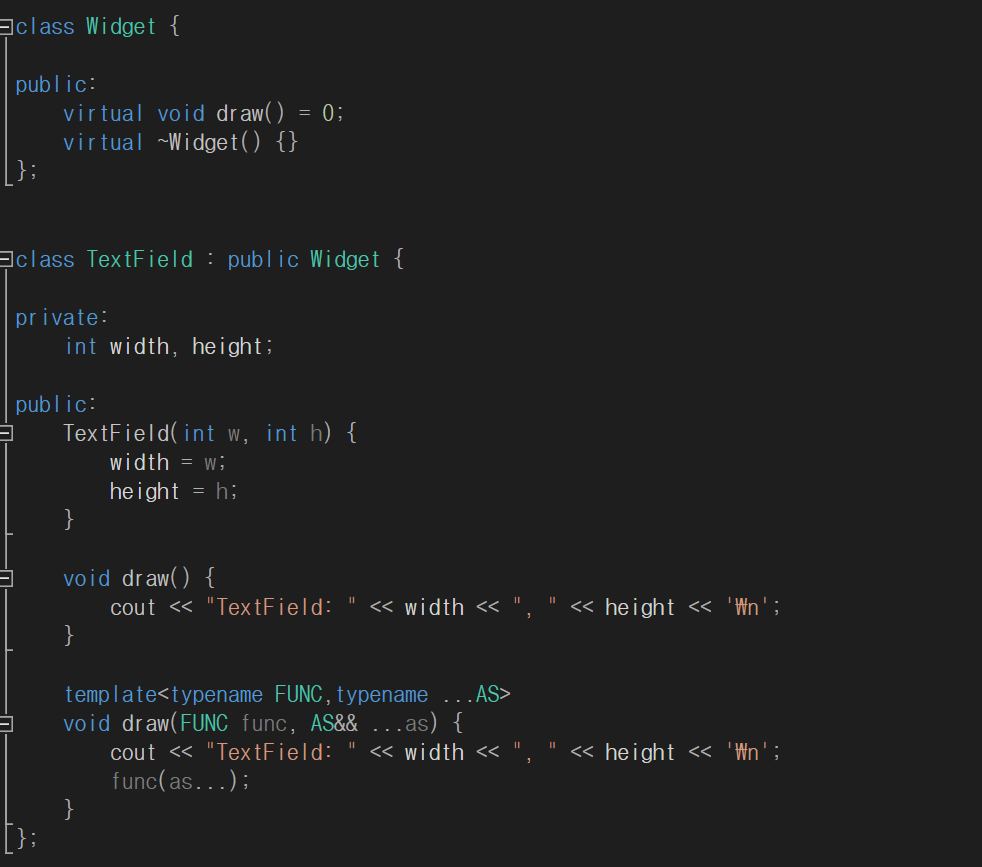 class Widget {
public:
virtual void draw() = 0;
virtual ~Widget() {}
};
class TextField : public Widget {
private:
int width, height;
public:
TextField(int w, int h) {
width = w;
height = h;
}
void draw() {
cout << "TextField: " << width << ", " << height << '₩n';
}
template<typename FUNC,typename ...AS>
void draw(FUNC func, AS&& ...as) {
cout << "TextField: " << width << ", " << height << '₩n';
func(as...);
}
};